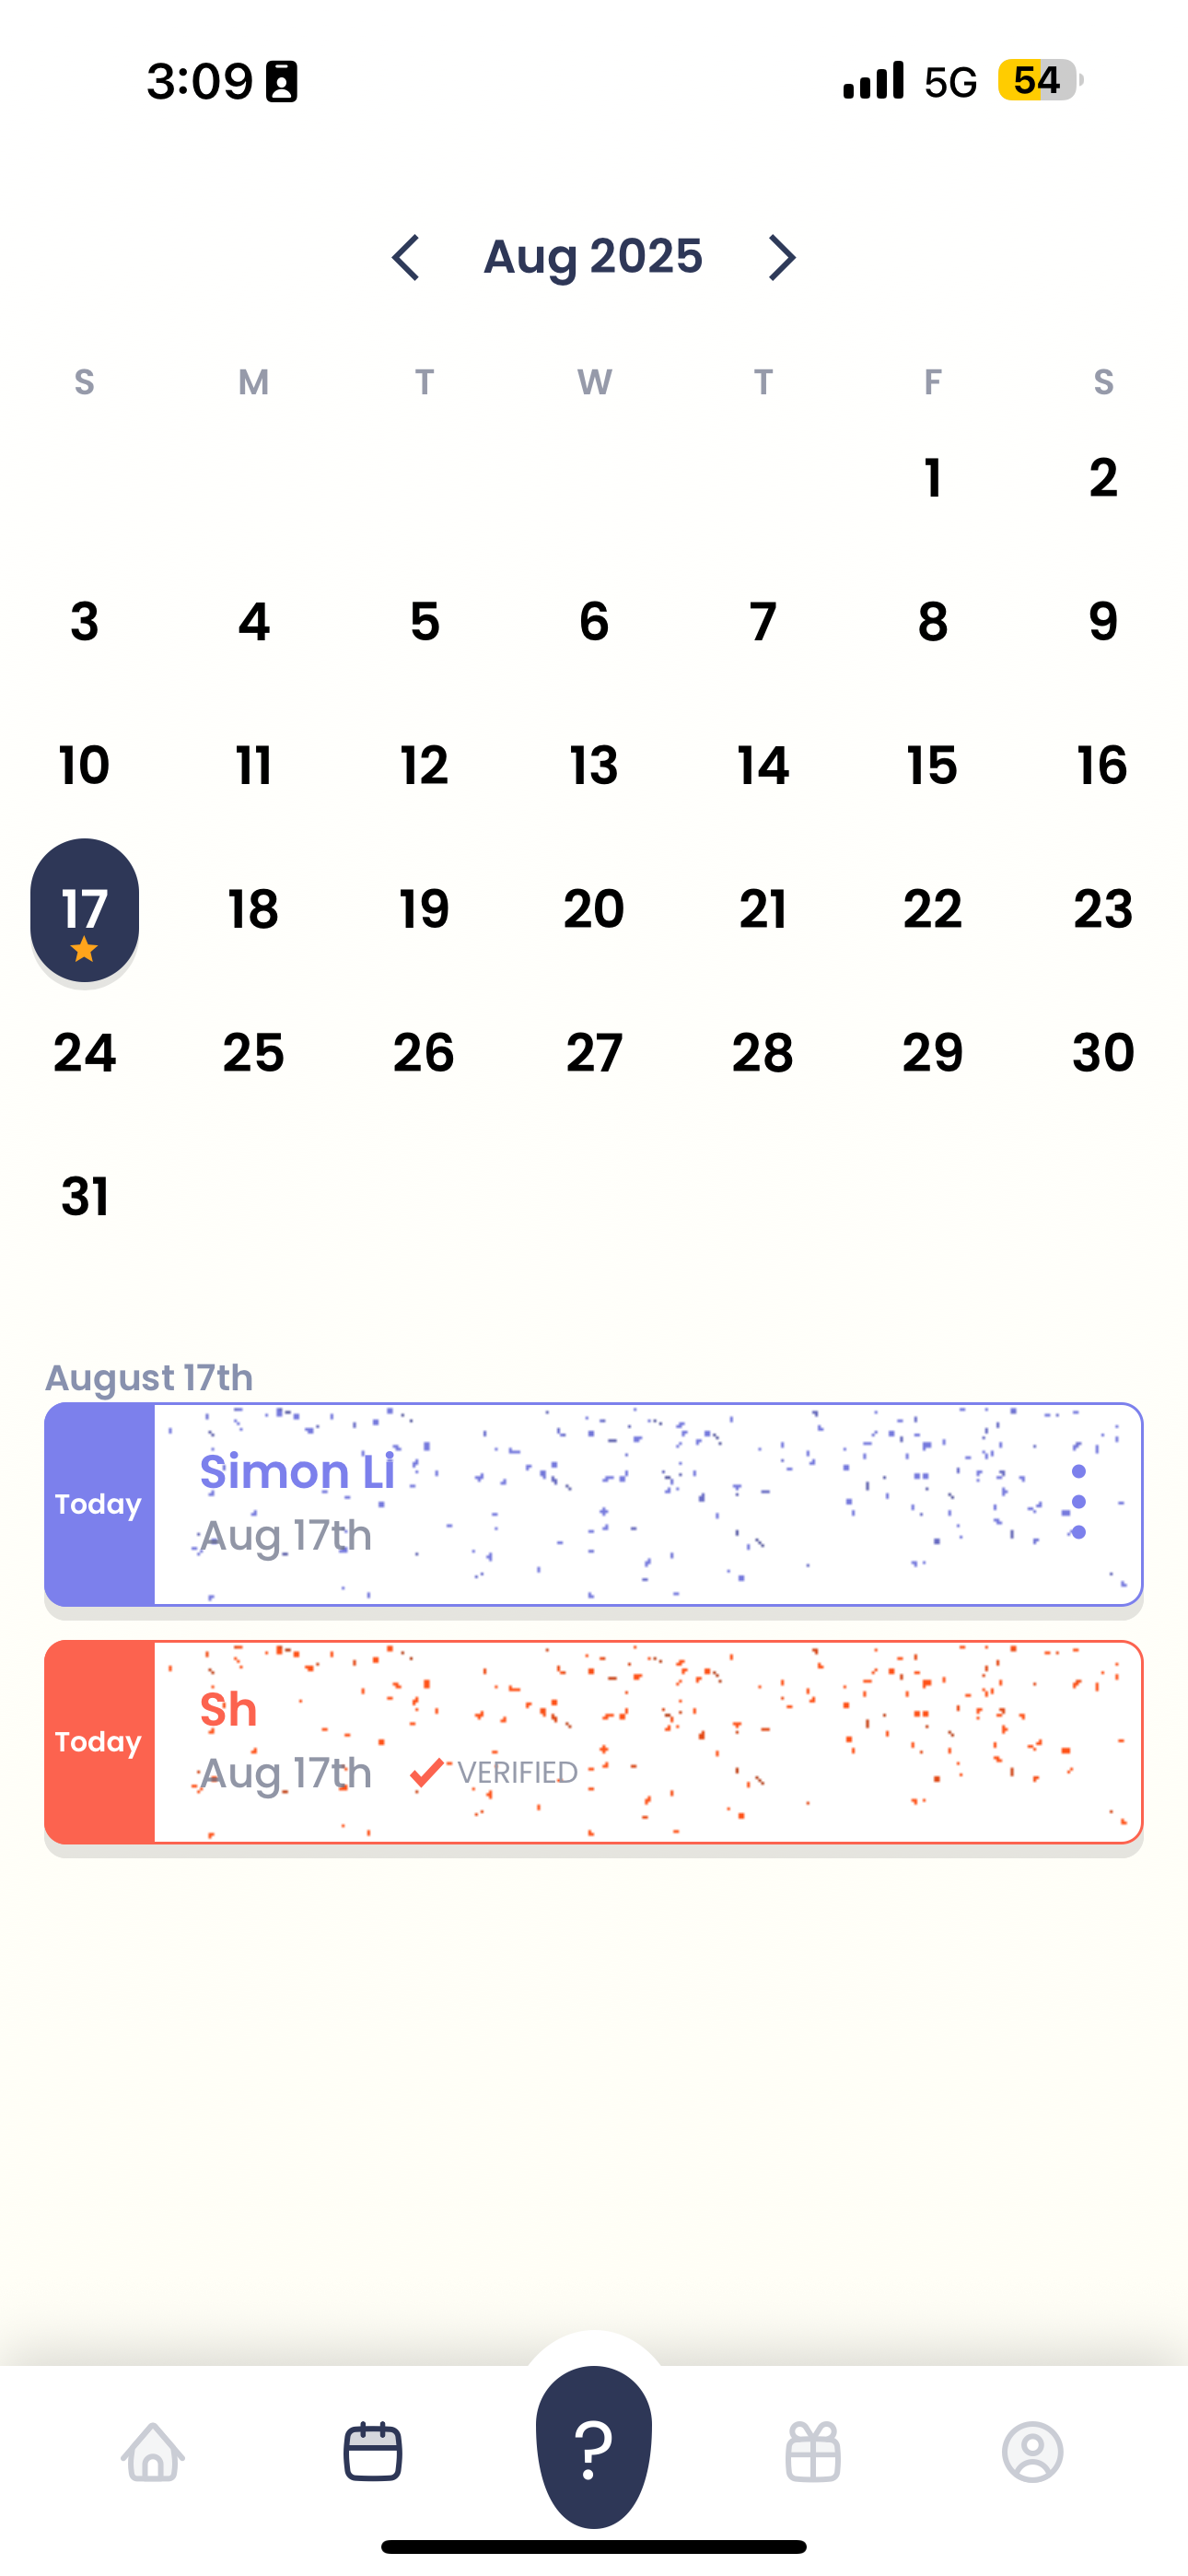 3:09 5G 54
Aug 2025
S M T W T F S
1 2
3 4 5 6 7 8 9
10 11 12 13 14 15 16
17 18 19 20 21 22 23
24 25 26 27 28 29 30
31
August 17th
Today
Simon Li
Aug 17th
Today
Sh
Aug 17th VERIFIED
?